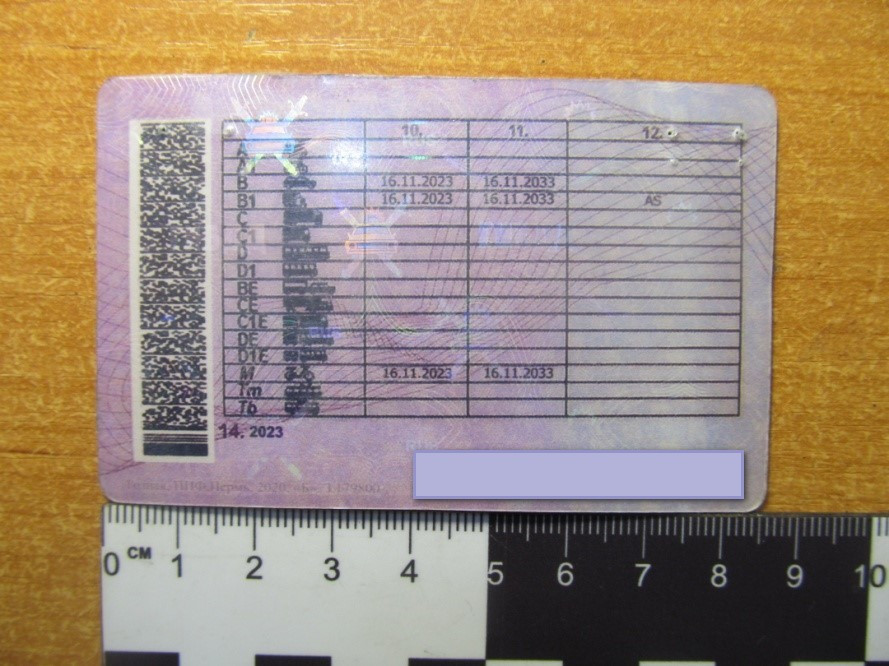 10. 11. 12.
A
A1
B 16.11.2023 16.11.2033
B1 16.11.2023 16.11.2033 AS
C
C1
D
D1
BE
CE
C1E
DE
D1E
M 16.11.2023 16.11.2033
Tm
Tb
14. 2023
0 CM 1 2 3 4 5 6 7 8 9 10